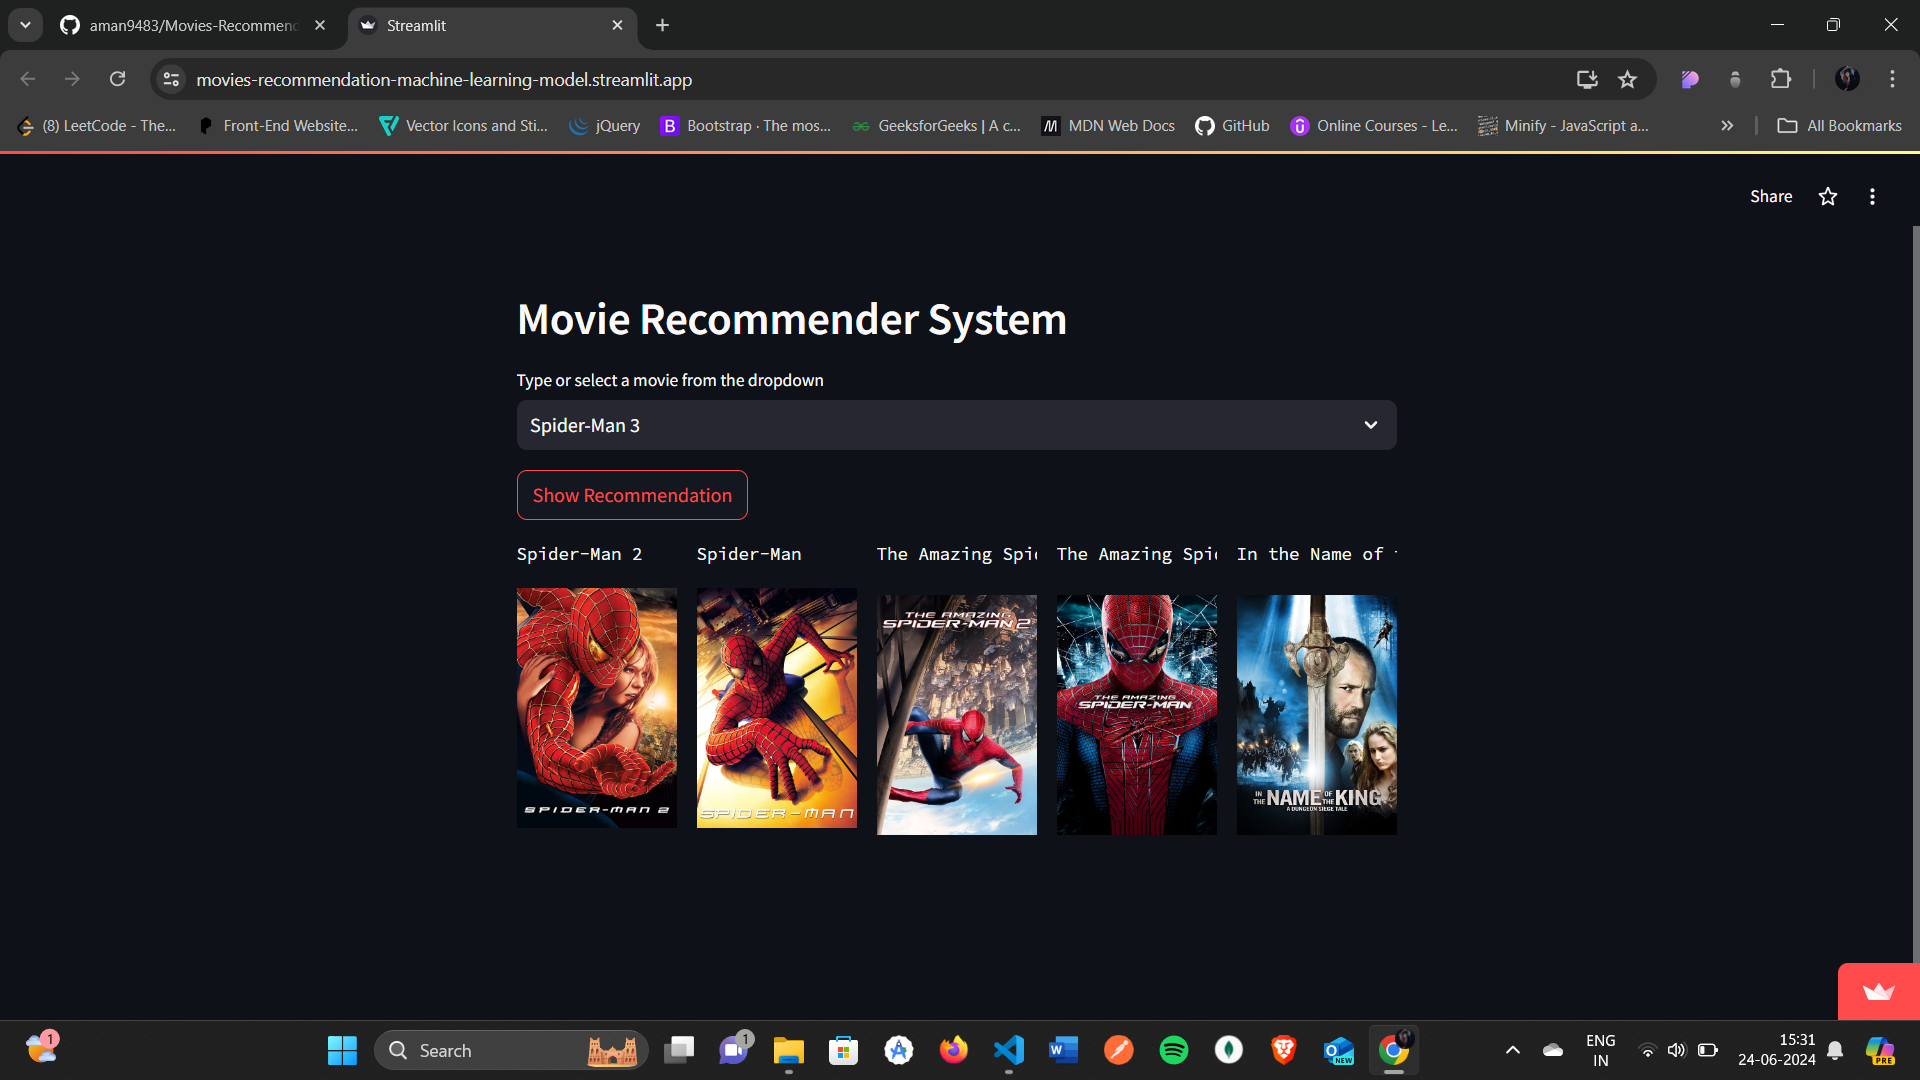 aman9483/Movies-Recommend
Streamlit
movies-recommendation-machine-learning-model.streamlit.app
(8) LeetCode - The...
Front-End Website...
Vector Icons and Sti...
jQuery
B
Bootstrap · The mos...
GeeksforGeeks | A c...
MDN Web Docs
GitHub
Online Courses - Le...
Minify - JavaScript a...
All Bookmarks
Share
Movie Recommender System
Type or select a movie from the dropdown
Spider-Man 3
Show Recommendation
Spider-Man 2
Spider-Man
The Amazing Spi
The Amazing Spi
In the Name of
SPIDER-MAN 2
SPIDER-MAN
THE AMAZING
SPIDER-MAN 2
THE AMAZING
SPIDER-MAN
IN THE NAME OF THE KING
A DUNGEON SIEGE TALE
1
Search
1
W
NEW
ENG
IN
15:31
24-06-2024
PRE